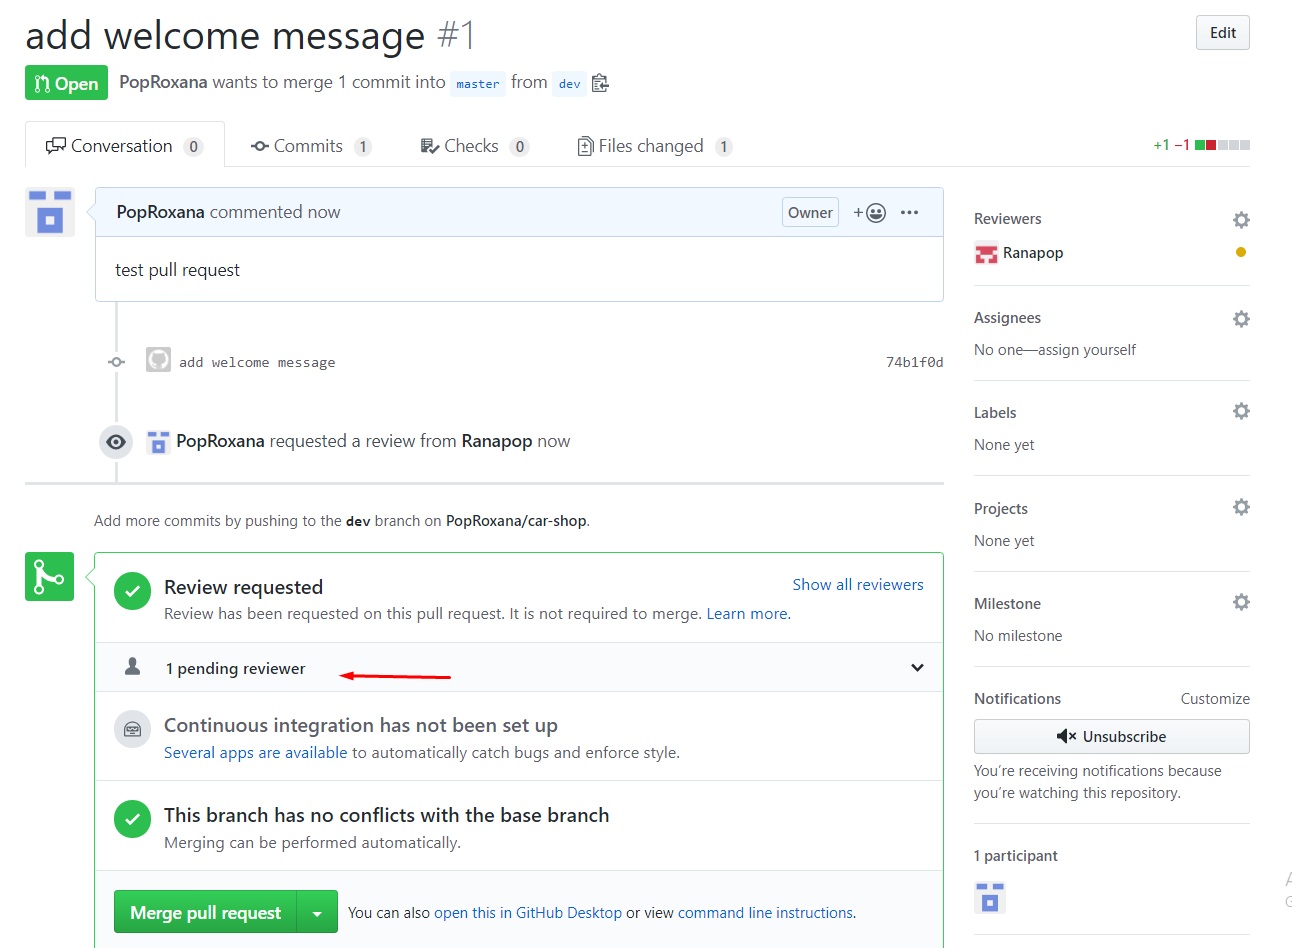 add welcome message #1
Edit
Open PopRoxana wants to merge 1 commit into master from dev
Conversation 0 Commits 1 Checks 0 Files changed 1 +1 −1
PopRoxana commented now Owner +
test pull request
add welcome message 74b1f0d
PopRoxana requested a review from Ranapop now
Add more commits by pushing to the dev branch on PopRoxana/car-shop.
Review requested Show all reviewers
Review has been requested on this pull request. It is not required to merge. Learn more.
1 pending reviewer
Continuous integration has not been set up
Several apps are available to automatically catch bugs and enforce style.
This branch has no conflicts with the base branch
Merging can be performed automatically.
Merge pull request You can also open this in GitHub Desktop or view command line instructions.
Reviewers
Ranapop
Assignees
No one—assign yourself
Labels
None yet
Projects
None yet
Milestone
No milestone
Notifications Customize
Unsubscribe
You’re receiving notifications because
you’re watching this repository.
1 participant